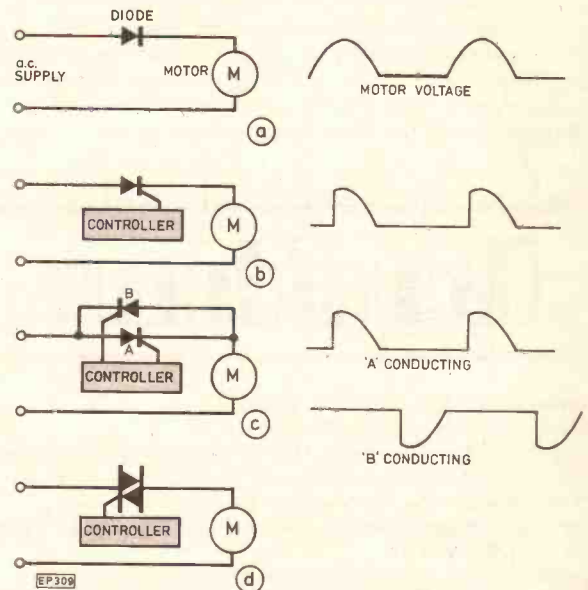 DIODE
a.c.
SUPPLY
MOTOR
M
a
MOTOR VOLTAGE
CONTROLLER
M
b
B
A
CONTROLLER
M
c
'A' CONDUCTING
'B' CONDUCTING
CONTROLLER
M
d
EP309